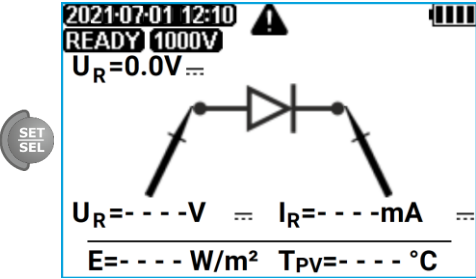 2021·07·01 12:10
READY 1000V
UR=0.0V
SET
SEL
UR=- - - -V IR=- - - -mA
E=- - - - W/m² TPV=- - - - °C